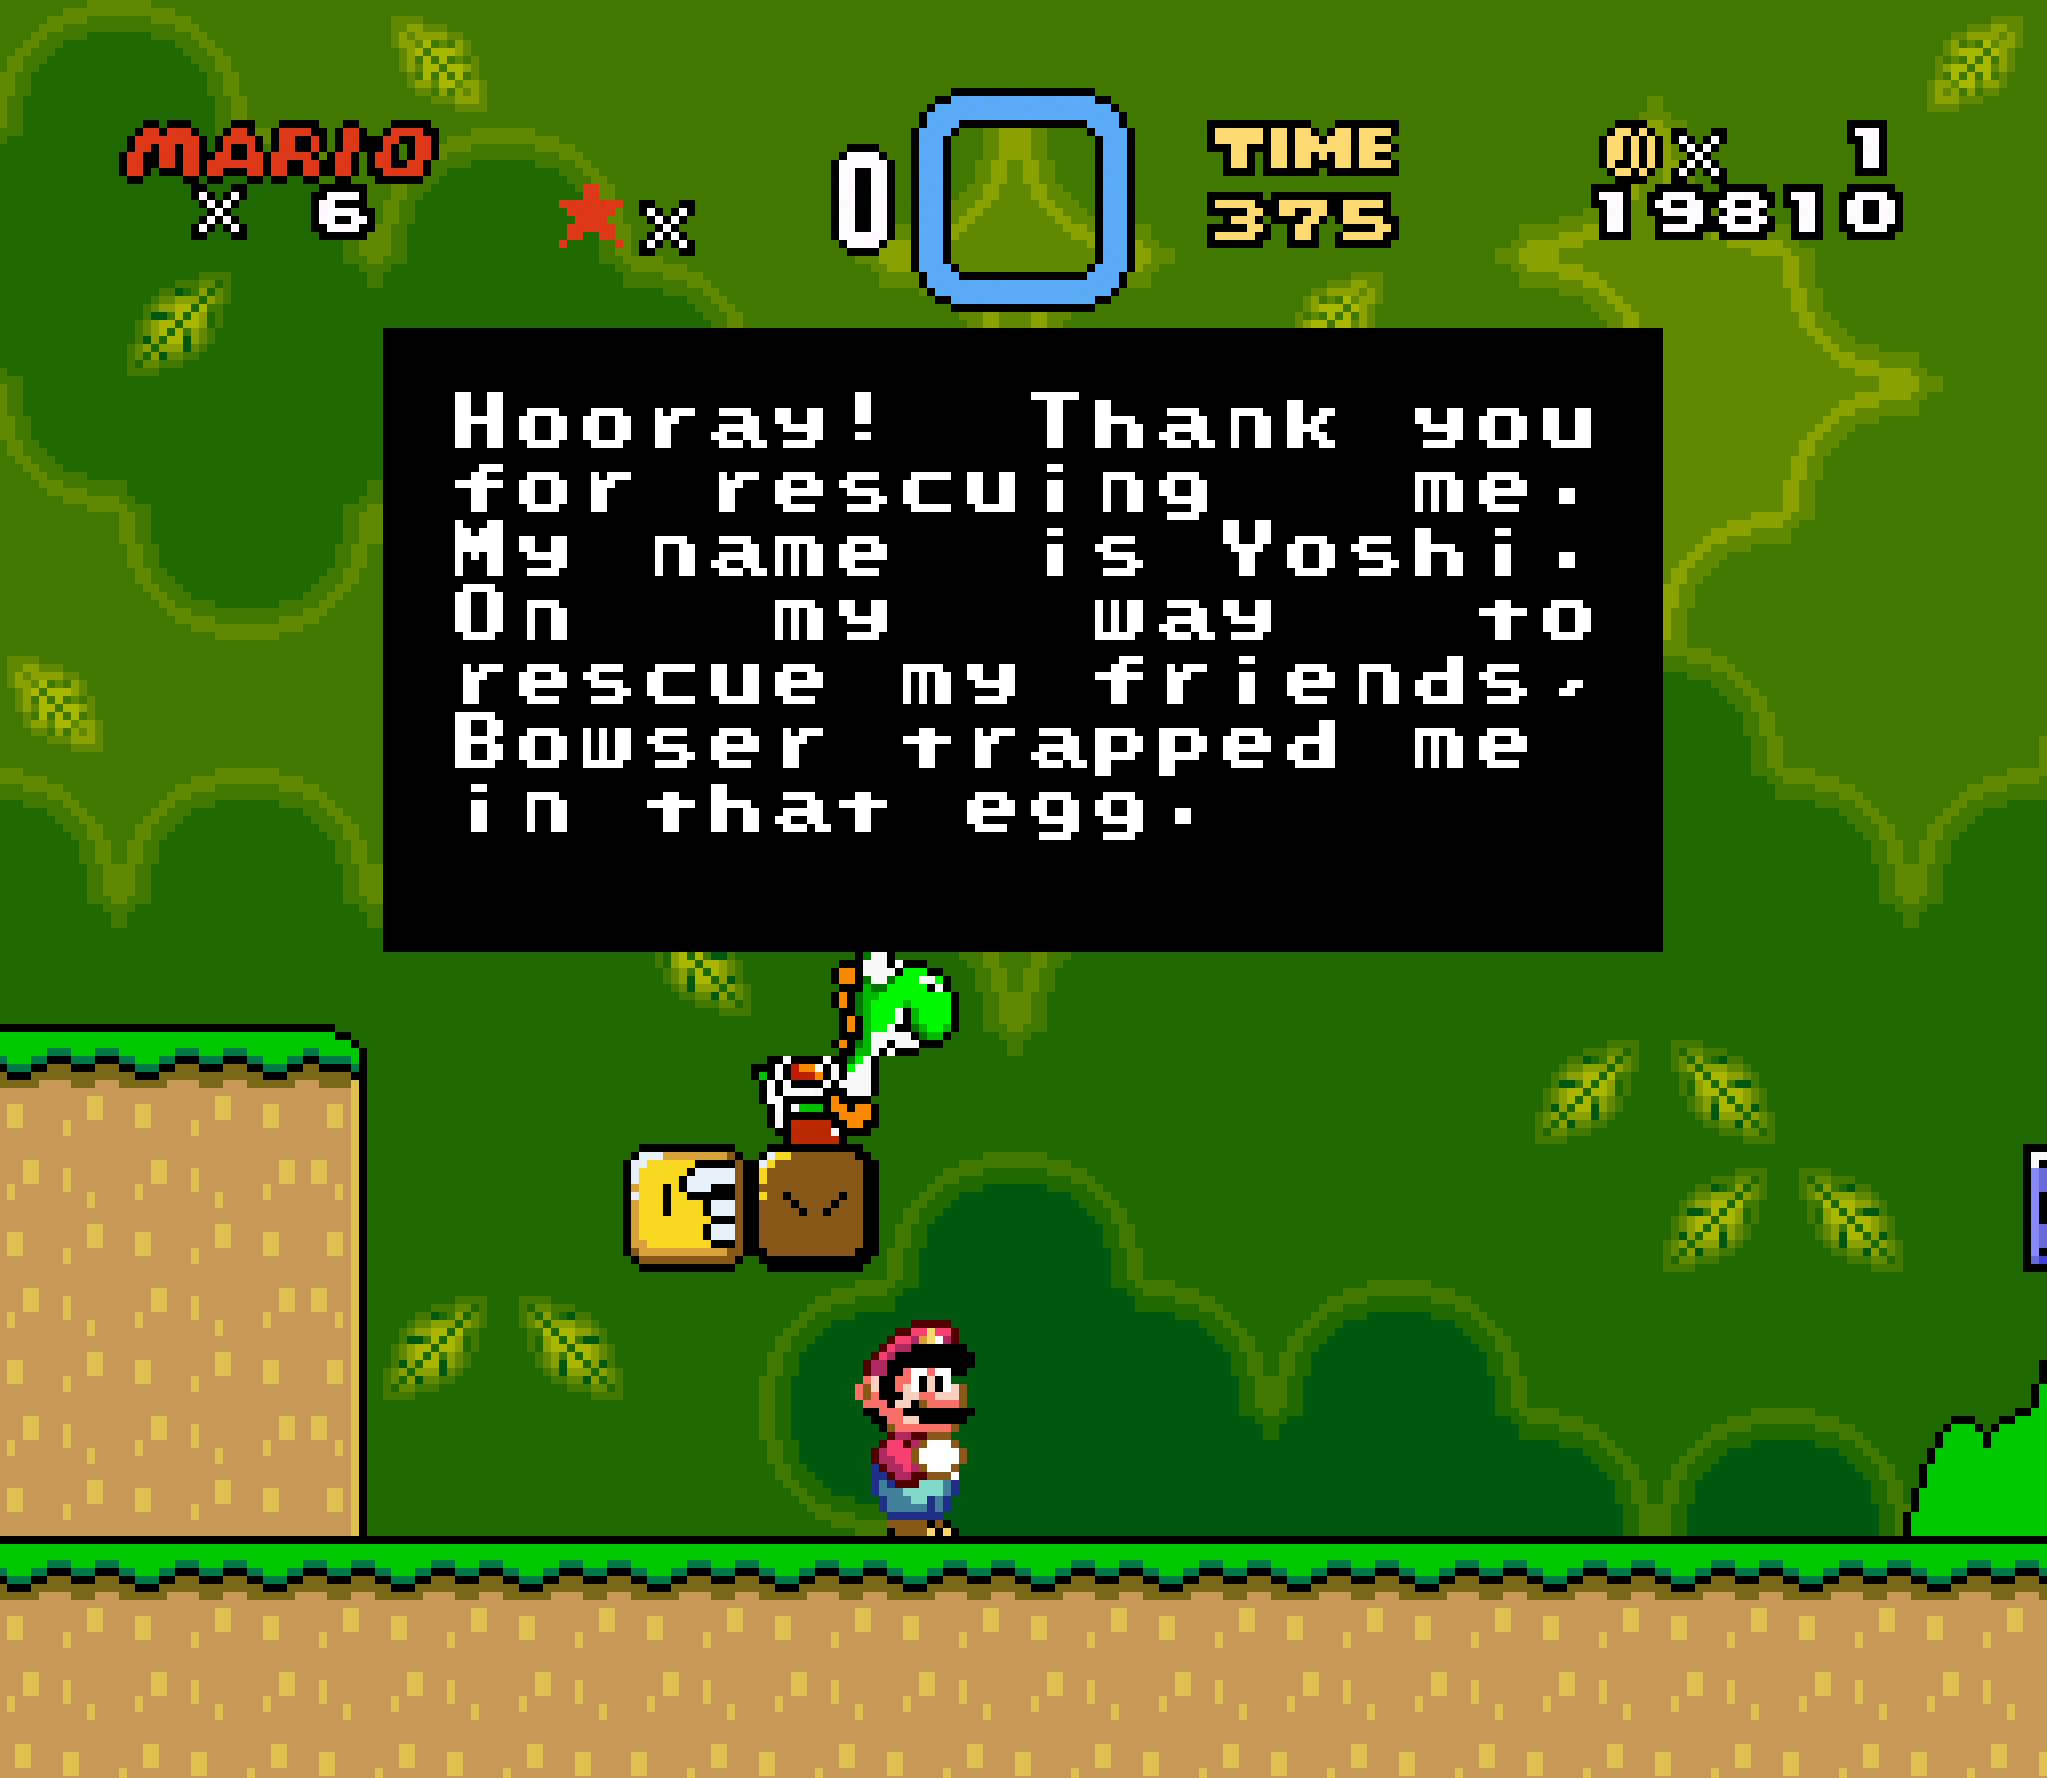 MARIO
× 6
★×
0
TIME
375
× 1
19810
Hooray! Thank you
for rescuing me.
My name is Yoshi.
On my way to
rescue my friends,
Bowser trapped me
in that egg.